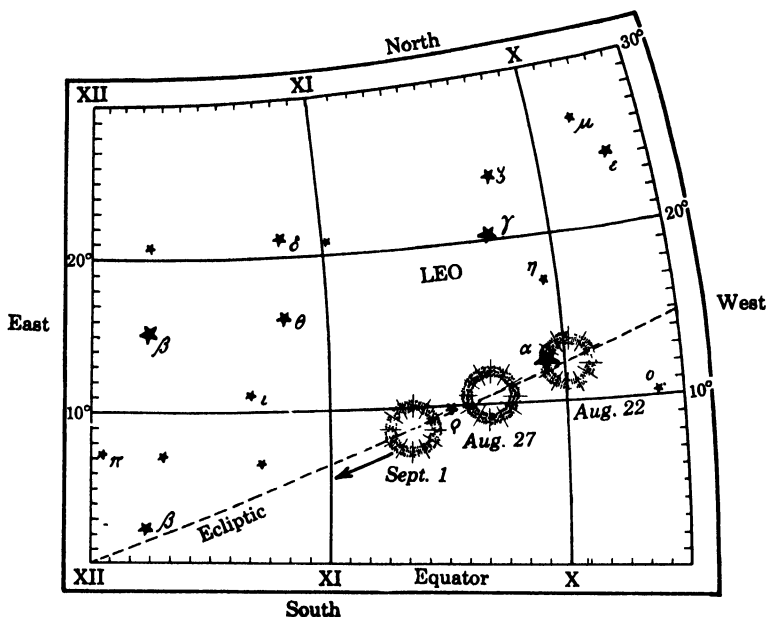 North
XII
XI
X
30°
μ
ε
ζ
γ
20°
δ
20°
LEO
η
West
East
θ
β
α
ο
10°
ι
10°
Aug. 22
ρ
Aug. 27
π
Sept. 1
β
Ecliptic
XII
XI
Equator
X
South